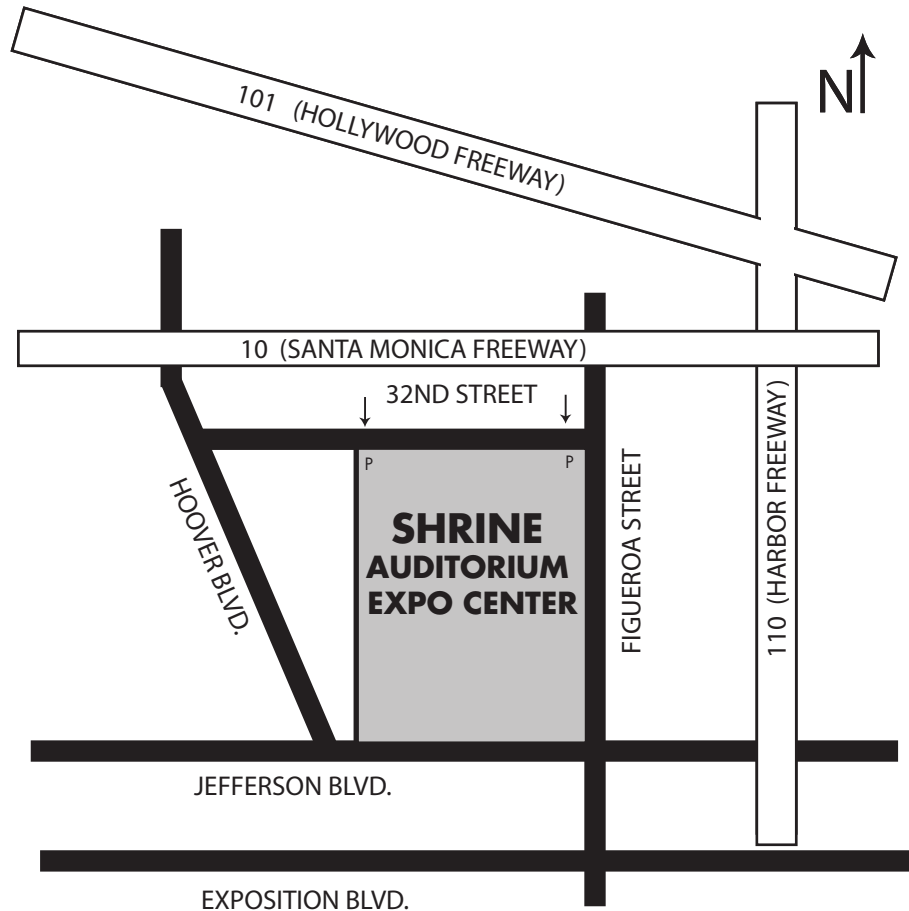 101 (HOLLYWOOD FREEWAY)
N
10 (SANTA MONICA FREEWAY)
32ND STREET
P
P
HOOVER BLVD.
SHRINE
AUDITORIUM
EXPO CENTER
FIGUEROA STREET
110 (HARBOR FREEWAY)
JEFFERSON BLVD.
EXPOSITION BLVD.